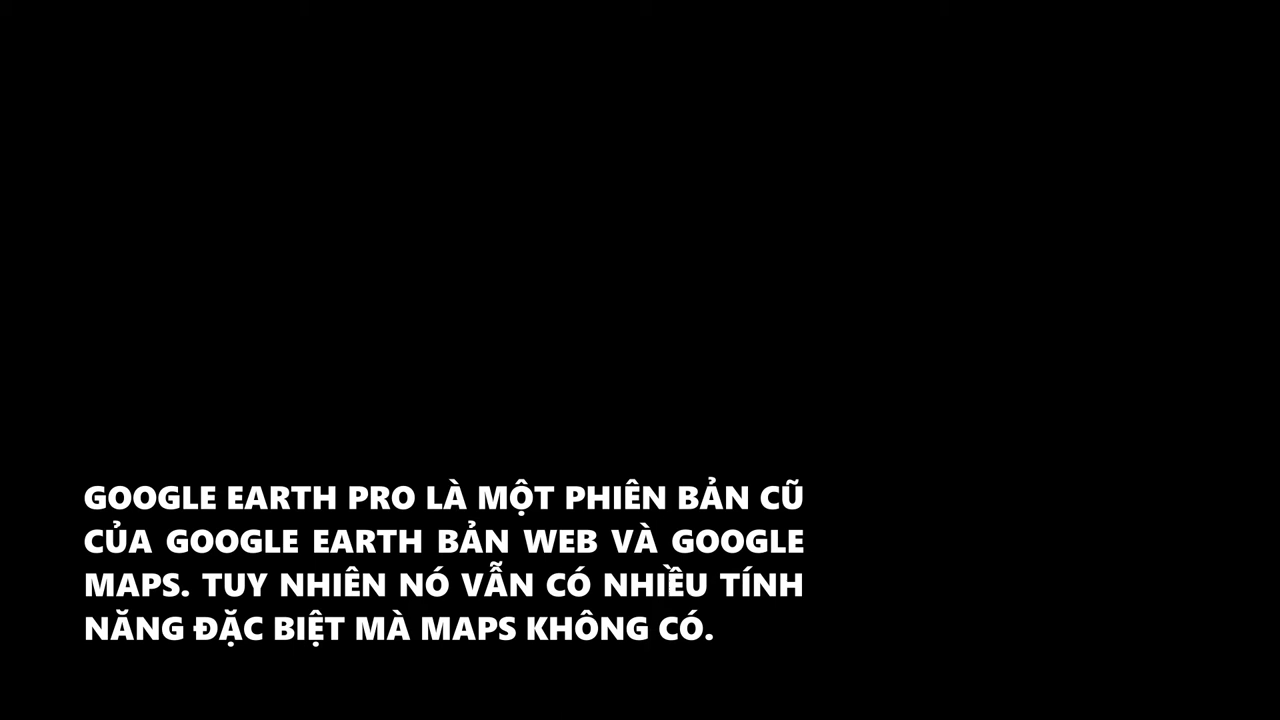 GOOGLE EARTH PRO LÀ MỘT PHIÊN BẢN CŨ
CỦA GOOGLE EARTH BẢN WEB VÀ GOOGLE
MAPS. TUY NHIÊN NÓ VẪN CÓ NHIỀU TÍNH
NĂNG ĐẶC BIỆT MÀ MAPS KHÔNG CÓ.